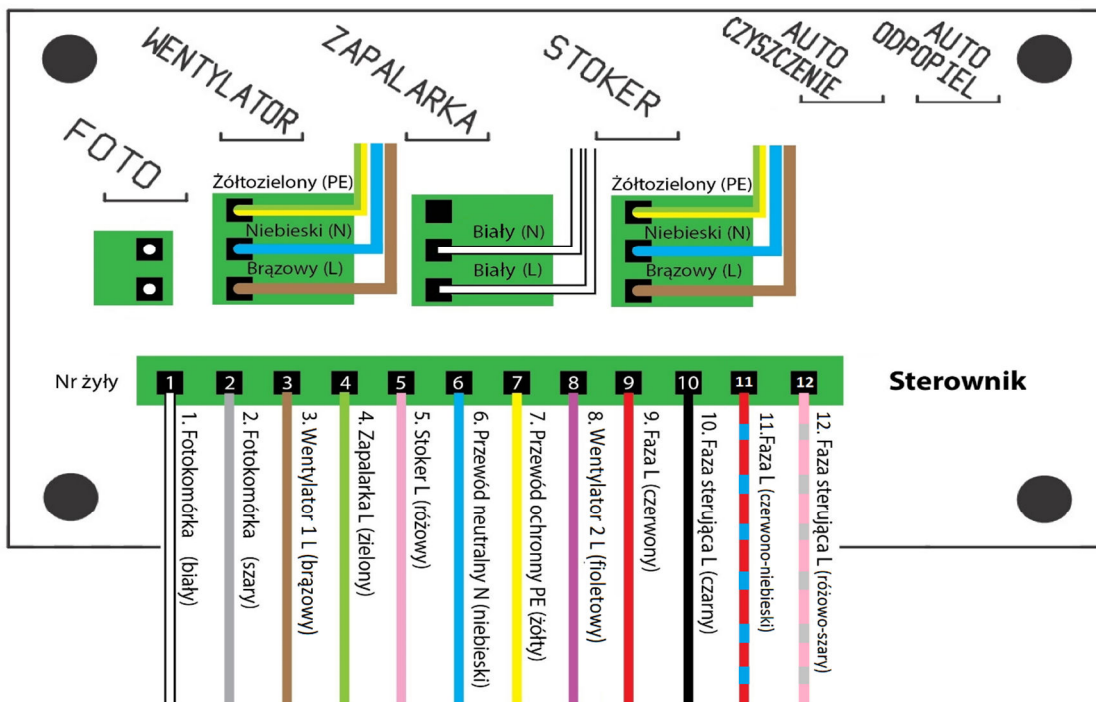 FOTO
WENTYLATOR
ZAPALARKA
STOKER
AUTO
CZYSZCZENIE
AUTO
ODPOPIEL
Żółtozielony (PE)
Niebieski (N)
Brązowy (L)
Biały (N)
Biały (L)
Żółtozielony (PE)
Niebieski (N)
Brązowy (L)
Nr żyły
1 2 3 4 5 6 7 8 9 10 11 12
Sterownik
1. Fotokomórka (biały)
2. Fotokomórka (szary)
3. Wentylator 1 L (brązowy)
4. Zapalarka L (zielony)
5. Stoker L (różowy)
6. Przewód neutralny N (niebieski)
7. Przewód ochronny PE (żółty)
8. Wentylator 2 L (fioletowy)
9. Faza L (czerwony)
10. Faza sterująca L (czarny)
11.Faza L (czerwono-niebieski)
12. Faza sterująca L (różowo-szary)